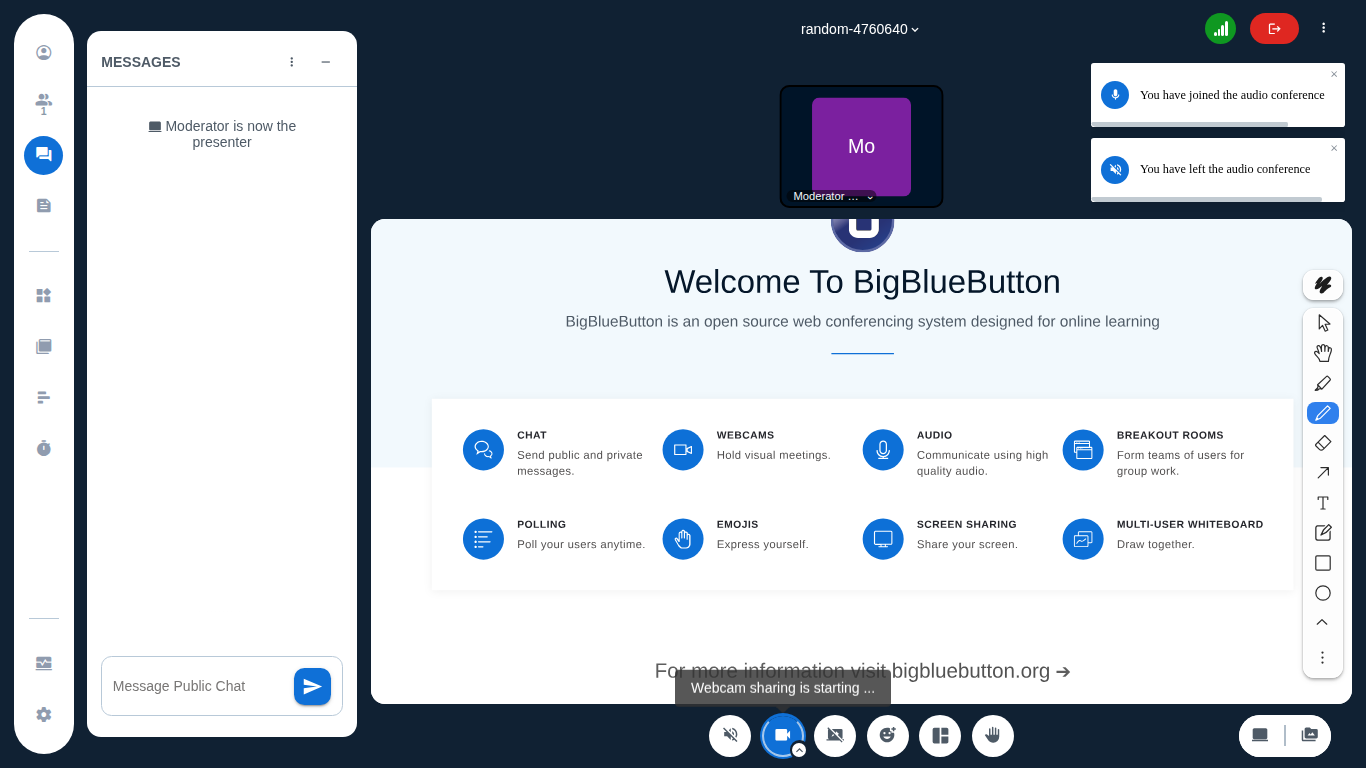 random-4760640
1
MESSAGES
Moderator is now the
presenter
Message Public Chat
Mo
Moderator ...
You have joined the audio conference
You have left the audio conference
Welcome To BigBlueButton
BigBlueButton is an open source web conferencing system designed for online learning
CHAT
Send public and private
messages.
WEBCAMS
Hold visual meetings.
AUDIO
Communicate using high
quality audio.
BREAKOUT ROOMS
Form teams of users for
group work.
POLLING
Poll your users anytime.
EMOJIS
Express yourself.
SCREEN SHARING
Share your screen.
MULTI-USER WHITEBOARD
Draw together.
For more information visit bigbluebutton.org ➔
Webcam sharing is starting ...